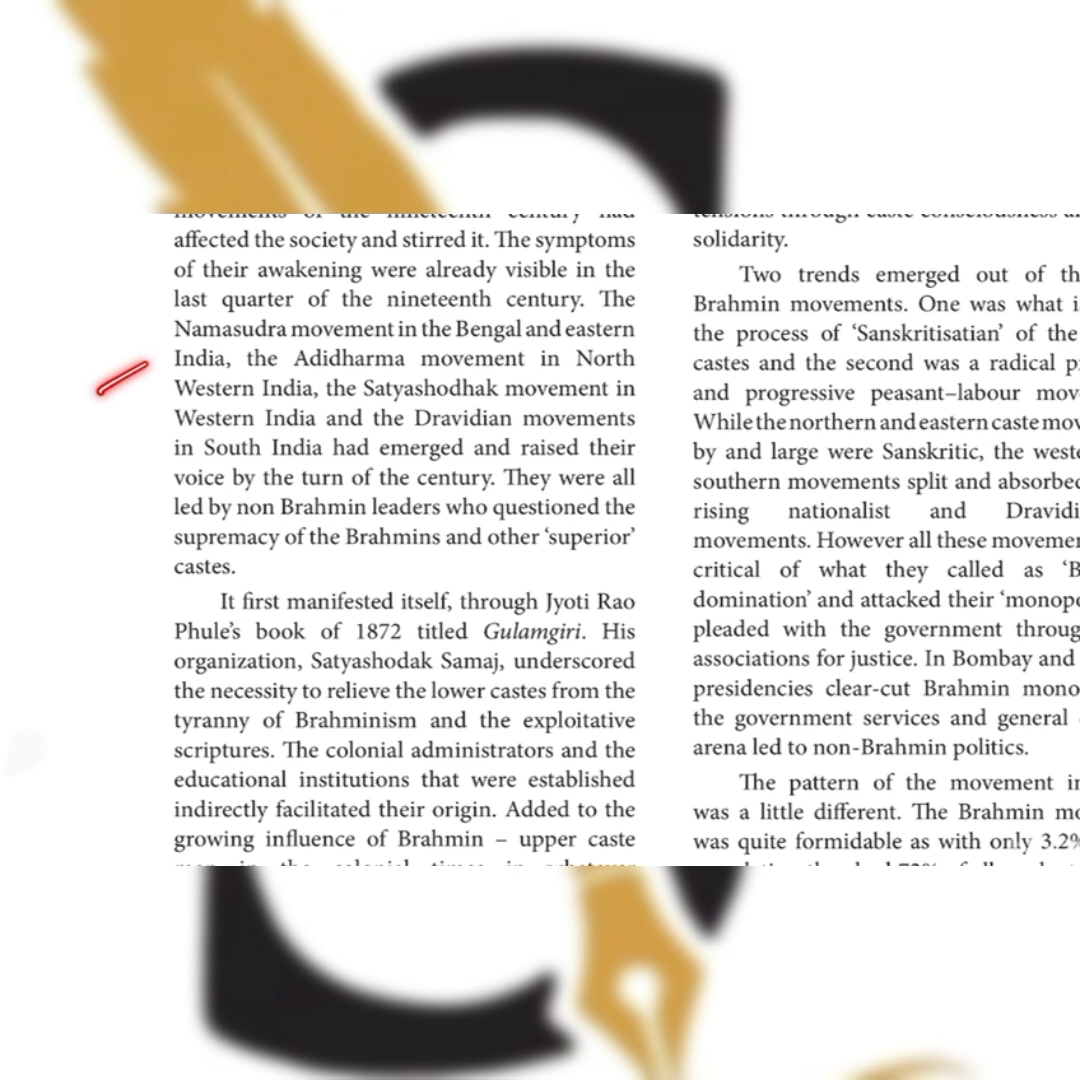 affected the society and stirred it. The symptoms
of their awakening were already visible in the
last quarter of the nineteenth century. The
Namasudra movement in the Bengal and eastern
India, the Adidharma movement in North
Western India, the Satyashodhak movement in
Western India and the Dravidian movements
in South India had emerged and raised their
voice by the turn of the century. They were all
led by non Brahmin leaders who questioned the
supremacy of the Brahmins and other ‘superior’
castes.
It first manifested itself, through Jyoti Rao
Phule’s book of 1872 titled Gulamgiri. His
organization, Satyashodak Samaj, underscored
the necessity to relieve the lower castes from the
tyranny of Brahminism and the exploitative
scriptures. The colonial administrators and the
educational institutions that were established
indirectly facilitated their origin. Added to the
growing influence of Brahmin – upper caste
solidarity.
Two trends emerged out of
Brahmin movements. One was what
the process of ‘Sanskritisatian’ of the
castes and the second was a radical
and progressive peasant–labour
While the northern and eastern caste
by and large were Sanskritic, the
southern movements split and absorbed
rising nationalist and
movements. However all these
critical of what they called as
domination’ and attacked their
pleaded with the government
associations for justice. In Bombay and
presidencies clear-cut Brahmin
the government services and general
arena led to non-Brahmin politics.
The pattern of the movement
was a little different. The Brahmin
was quite formidable as with only 3.2%